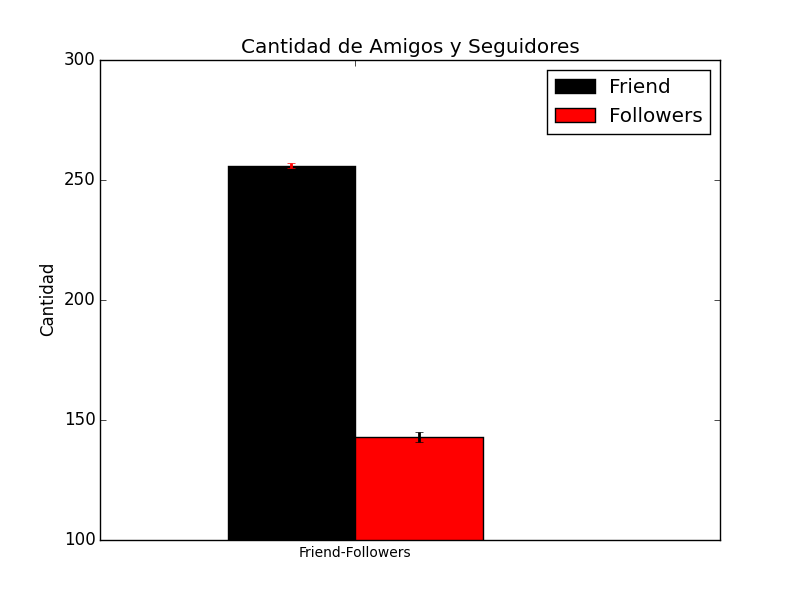 Cantidad de Amigos y Seguidores
300
Friend
Followers
250
200
150
100
Cantidad
Friend-Followers